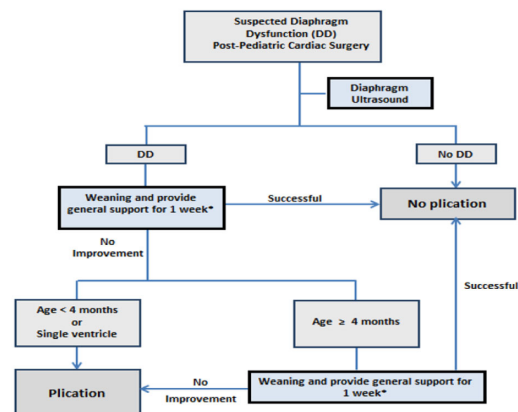 Suspected Diaphragm
Dysfunction (DD)
Post-Pediatric Cardiac Surgery
Diaphragm
Ultrasound
DD
No DD
Weaning and provide
general support for 1 week*
Successful
No plication
No
Improvement
Successful
Age < 4 months
or
Single ventricle
Age ≥ 4 months
Plication
No
Improvement
Weaning and provide general support for
1 week*